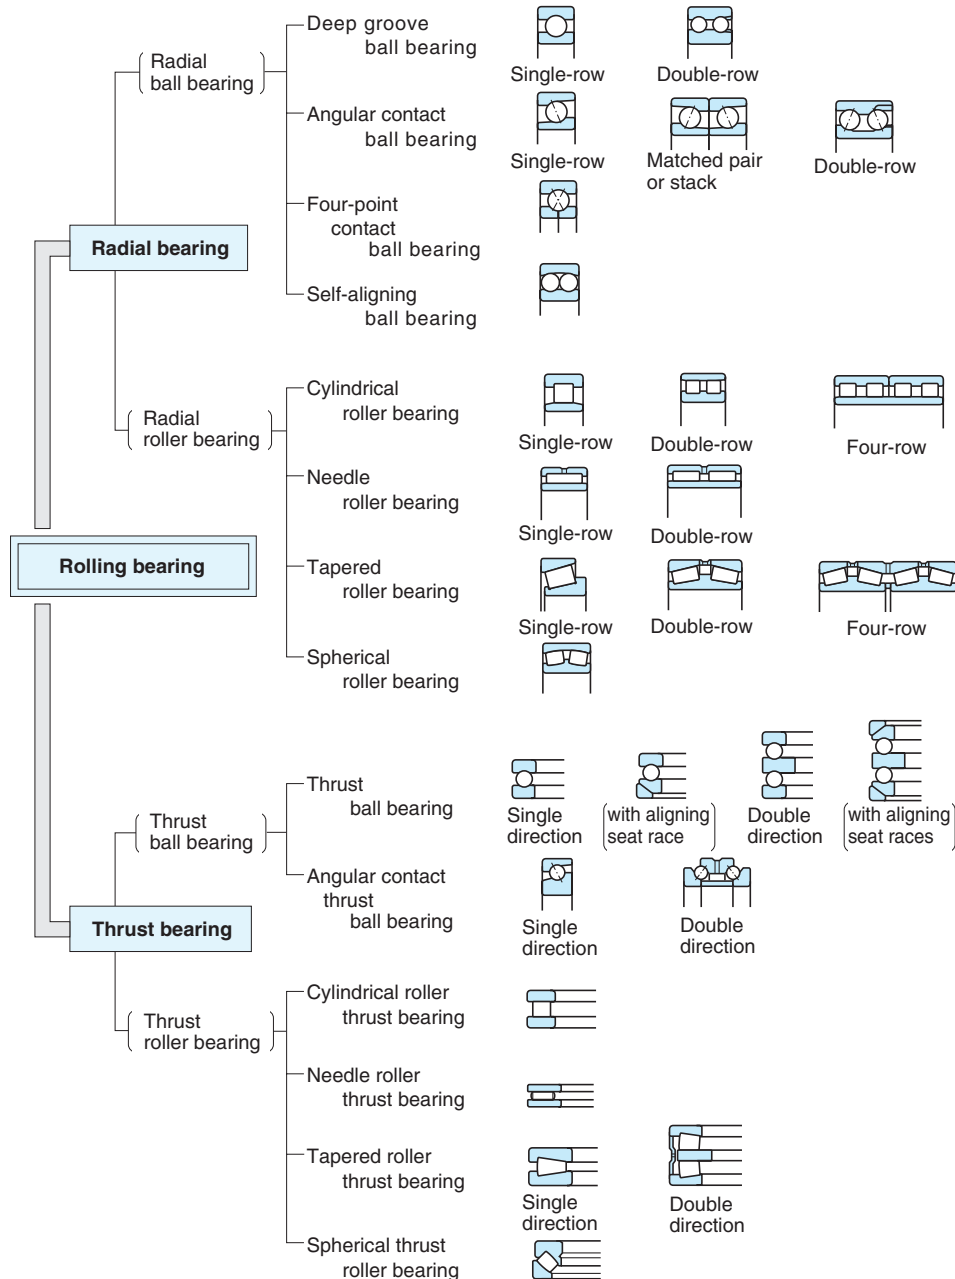 Deep groove
ball bearing
Single-row
Double-row
Radial
ball bearing
Angular contact
ball bearing
Single-row
Matched pair
or stack
Double-row
Four-point
contact
ball bearing
Radial bearing
Self-aligning
ball bearing
Cylindrical
roller bearing
Single-row
Double-row
Four-row
Radial
roller bearing
Needle
roller bearing
Single-row
Double-row
Rolling bearing
Tapered
roller bearing
Single-row
Double-row
Four-row
Spherical
roller bearing
Thrust
ball bearing
Single
direction
(with aligning
seat race)
Double
direction
(with aligning
seat races)
Thrust
ball bearing
Angular contact
thrust
ball bearing
Single
direction
Double
direction
Thrust bearing
Cylindrical roller
thrust bearing
Thrust
roller bearing
Needle roller
thrust bearing
Tapered roller
thrust bearing
Single
direction
Double
direction
Spherical thrust
roller bearing